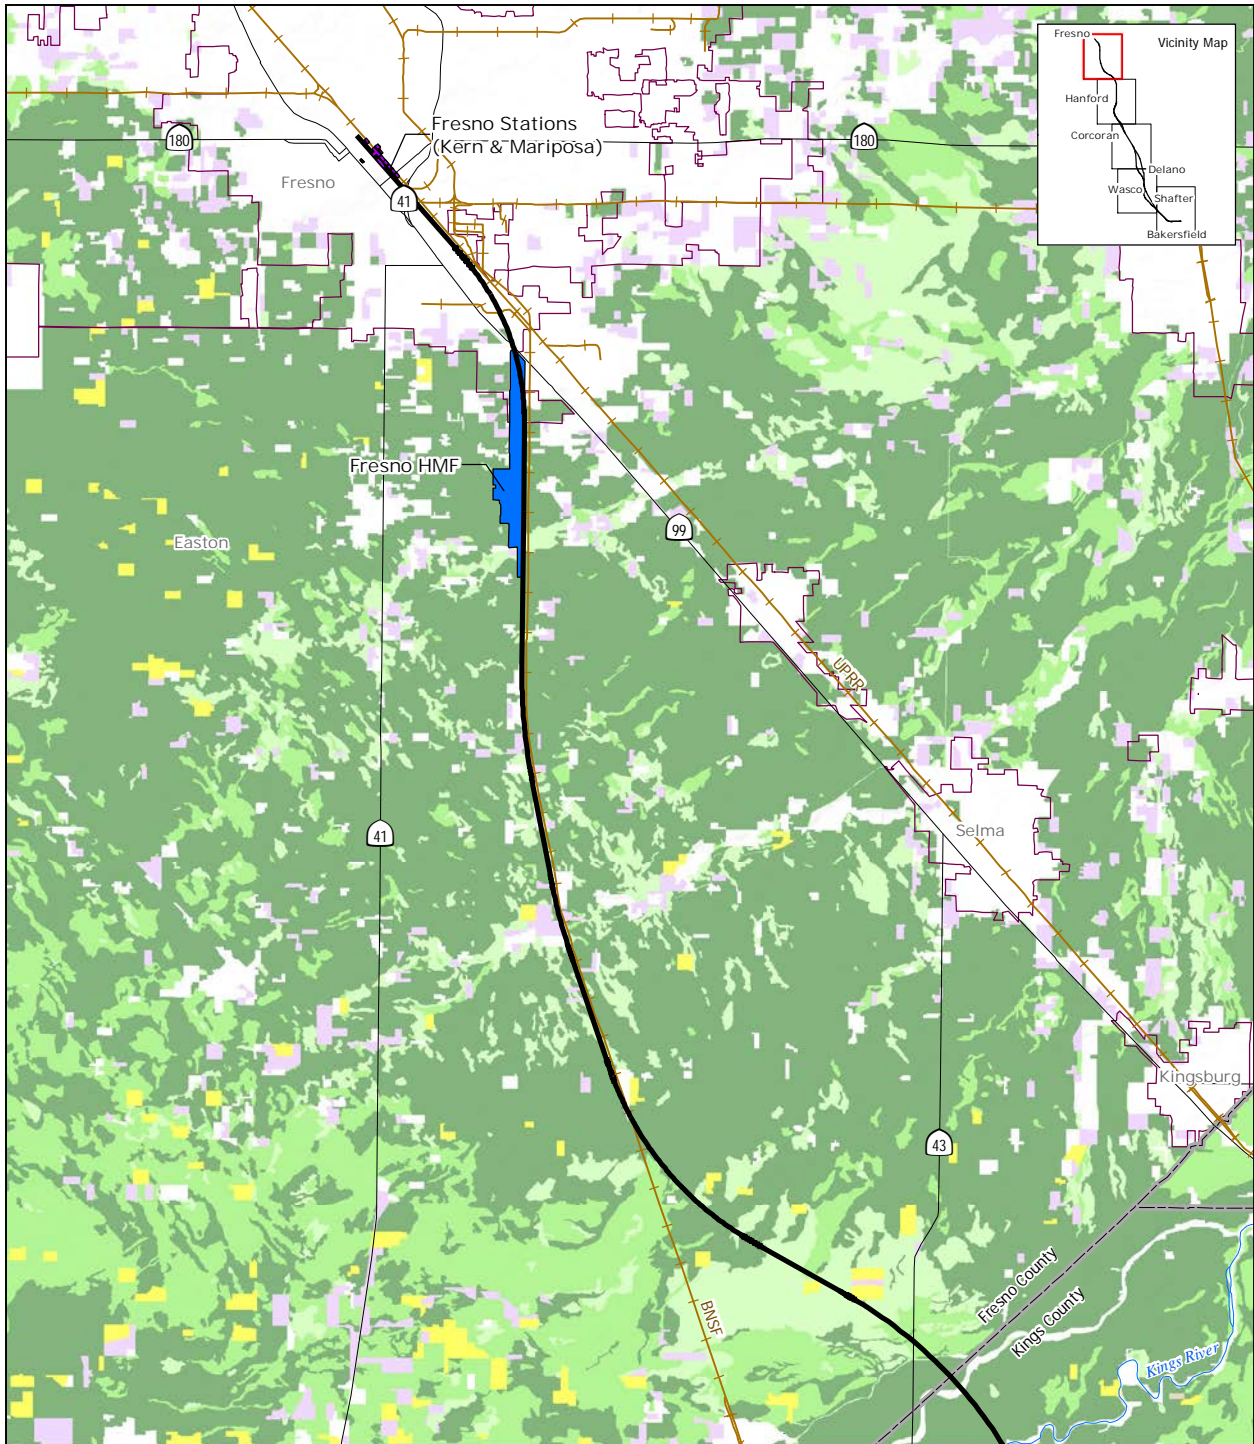 Fresno
Vicinity Map
Hanford
Corcoran
Delano
Wasco
Shafter
Bakersfield
Fresno Stations
(Kern & Mariposa)
180
180
Fresno
41
Fresno HMF
99
Easton
UPRR
41
Selma
Kingsburg
43
Fresno County
Kings County
BNSF
Kings River